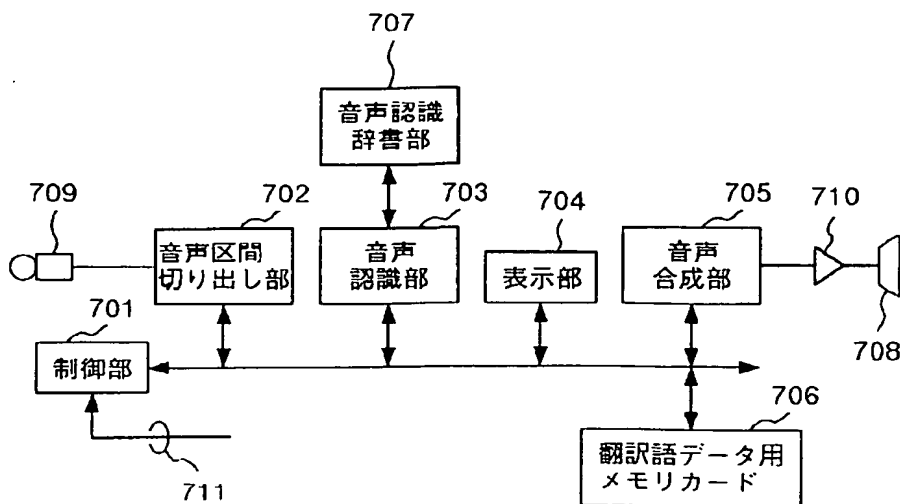 707
音声認識
辞書部
709
702
703
704
705
710
音声区間
切り出し部
音声
認識部
表示部
音声
合成部
708
701
制御部
706
711
翻訳語データ用
メモリカード